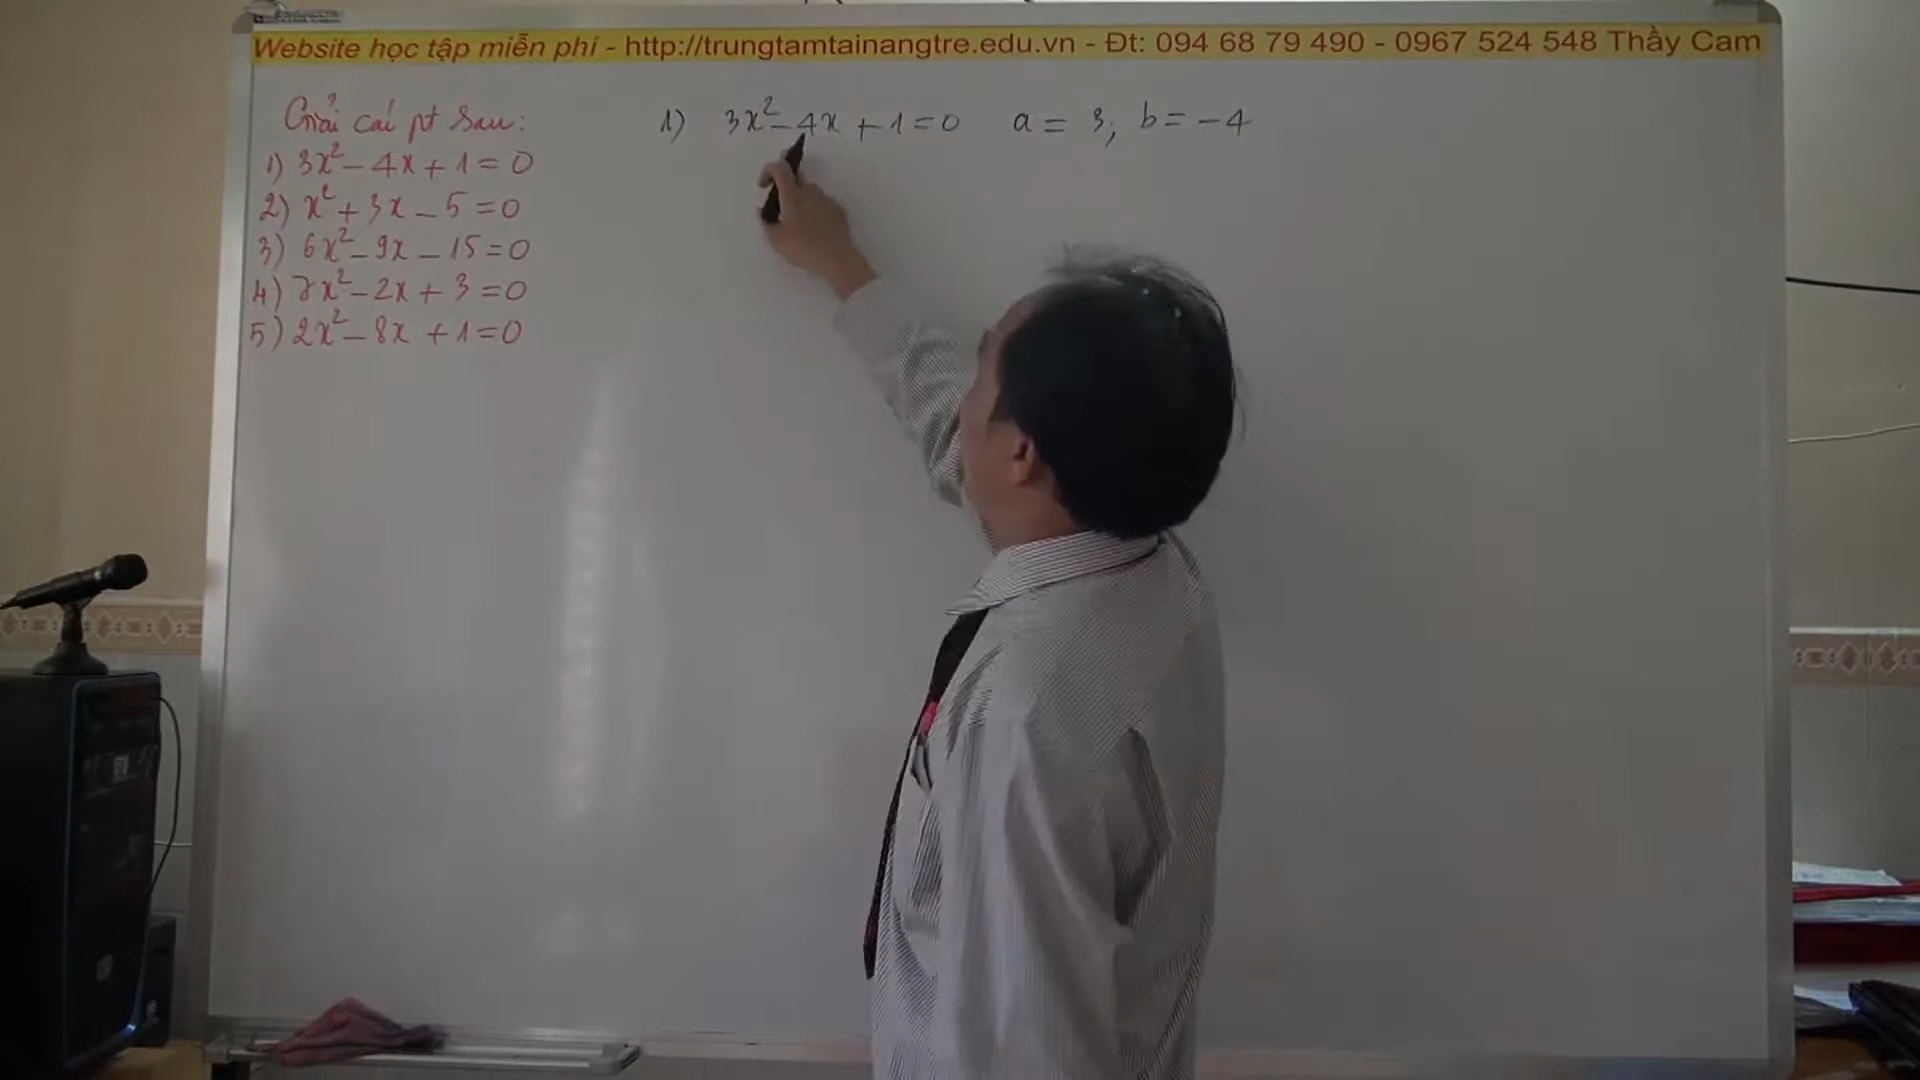 Website học tập miễn phí - http://trungtamtainangtre.edu.vn - Đt: 094 68 79 490 - 0967 524 548 Thầy Cam
Giải các pt sau:
1) 3x² - 4x + 1 = 0
2) x² + 3x - 5 = 0
3) 6x² - 9x - 15 = 0
4) 7x² - 2x + 3 = 0
5) 2x² - 8x + 1 = 0
1) 3x² - 4x + 1 = 0 a = 3; b = -4